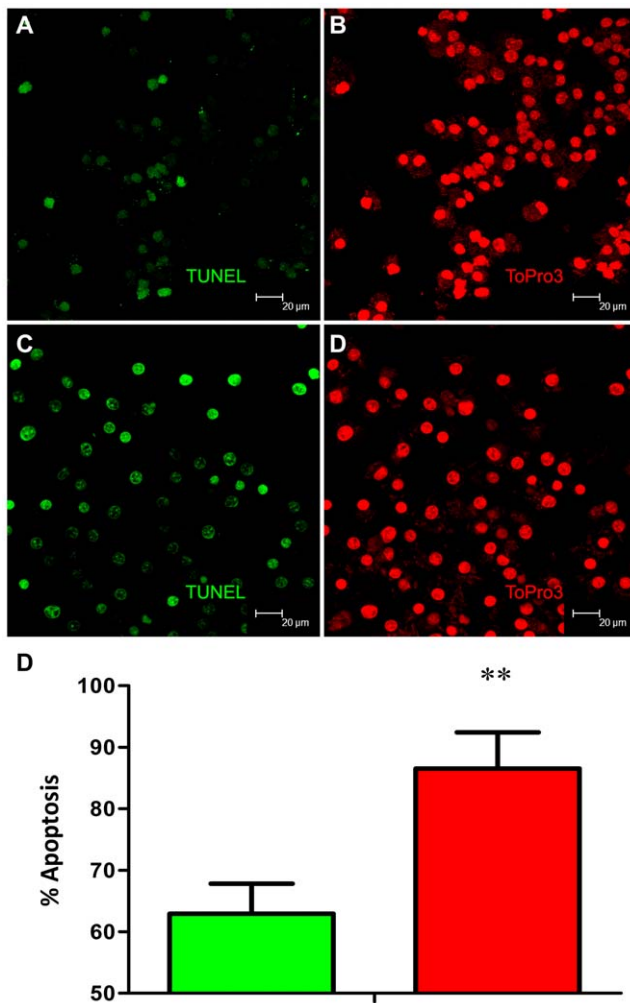 A
B
TUNEL
20 µm
ToPro3
20 µm
C
D
TUNEL
20 µm
ToPro3
20 µm
D
**
% Apoptosis
100
90
80
70
60
50